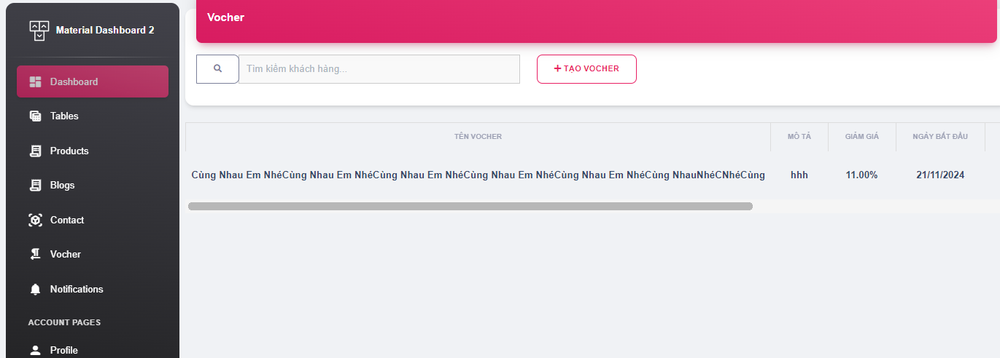 Material Dashboard 2
Dashboard
Tables
Products
Blogs
Contact
Vocher
Notifications
ACCOUNT PAGES
Profile
Vocher
Tìm kiếm khách hàng...
+ TẠO VOCHER
TÊN VOCHER MÔ TẢ GIẢM GIÁ NGÀY BẮT ĐẦU
Cùng Nhau Em NhéCùng Nhau Em NhéCùng Nhau Em NhéCùng Nhau Em NhéCùng Nhau Em NhéCùng NhauNhéCNhéCùng hhh 11.00% 21/11/2024